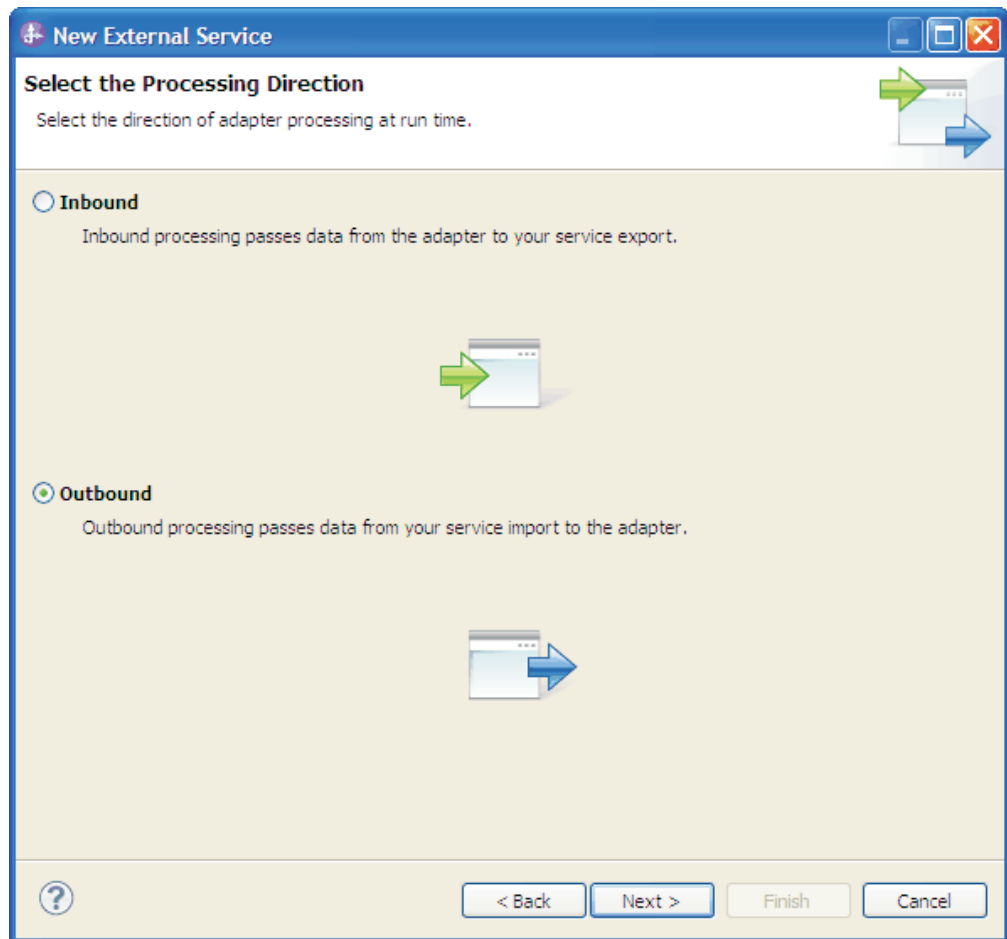 New External Service
Select the Processing Direction
Select the direction of adapter processing at run time.
Inbound
Inbound processing passes data from the adapter to your service export.
Outbound
Outbound processing passes data from your service import to the adapter.
?
< Back
Next >
Finish
Cancel